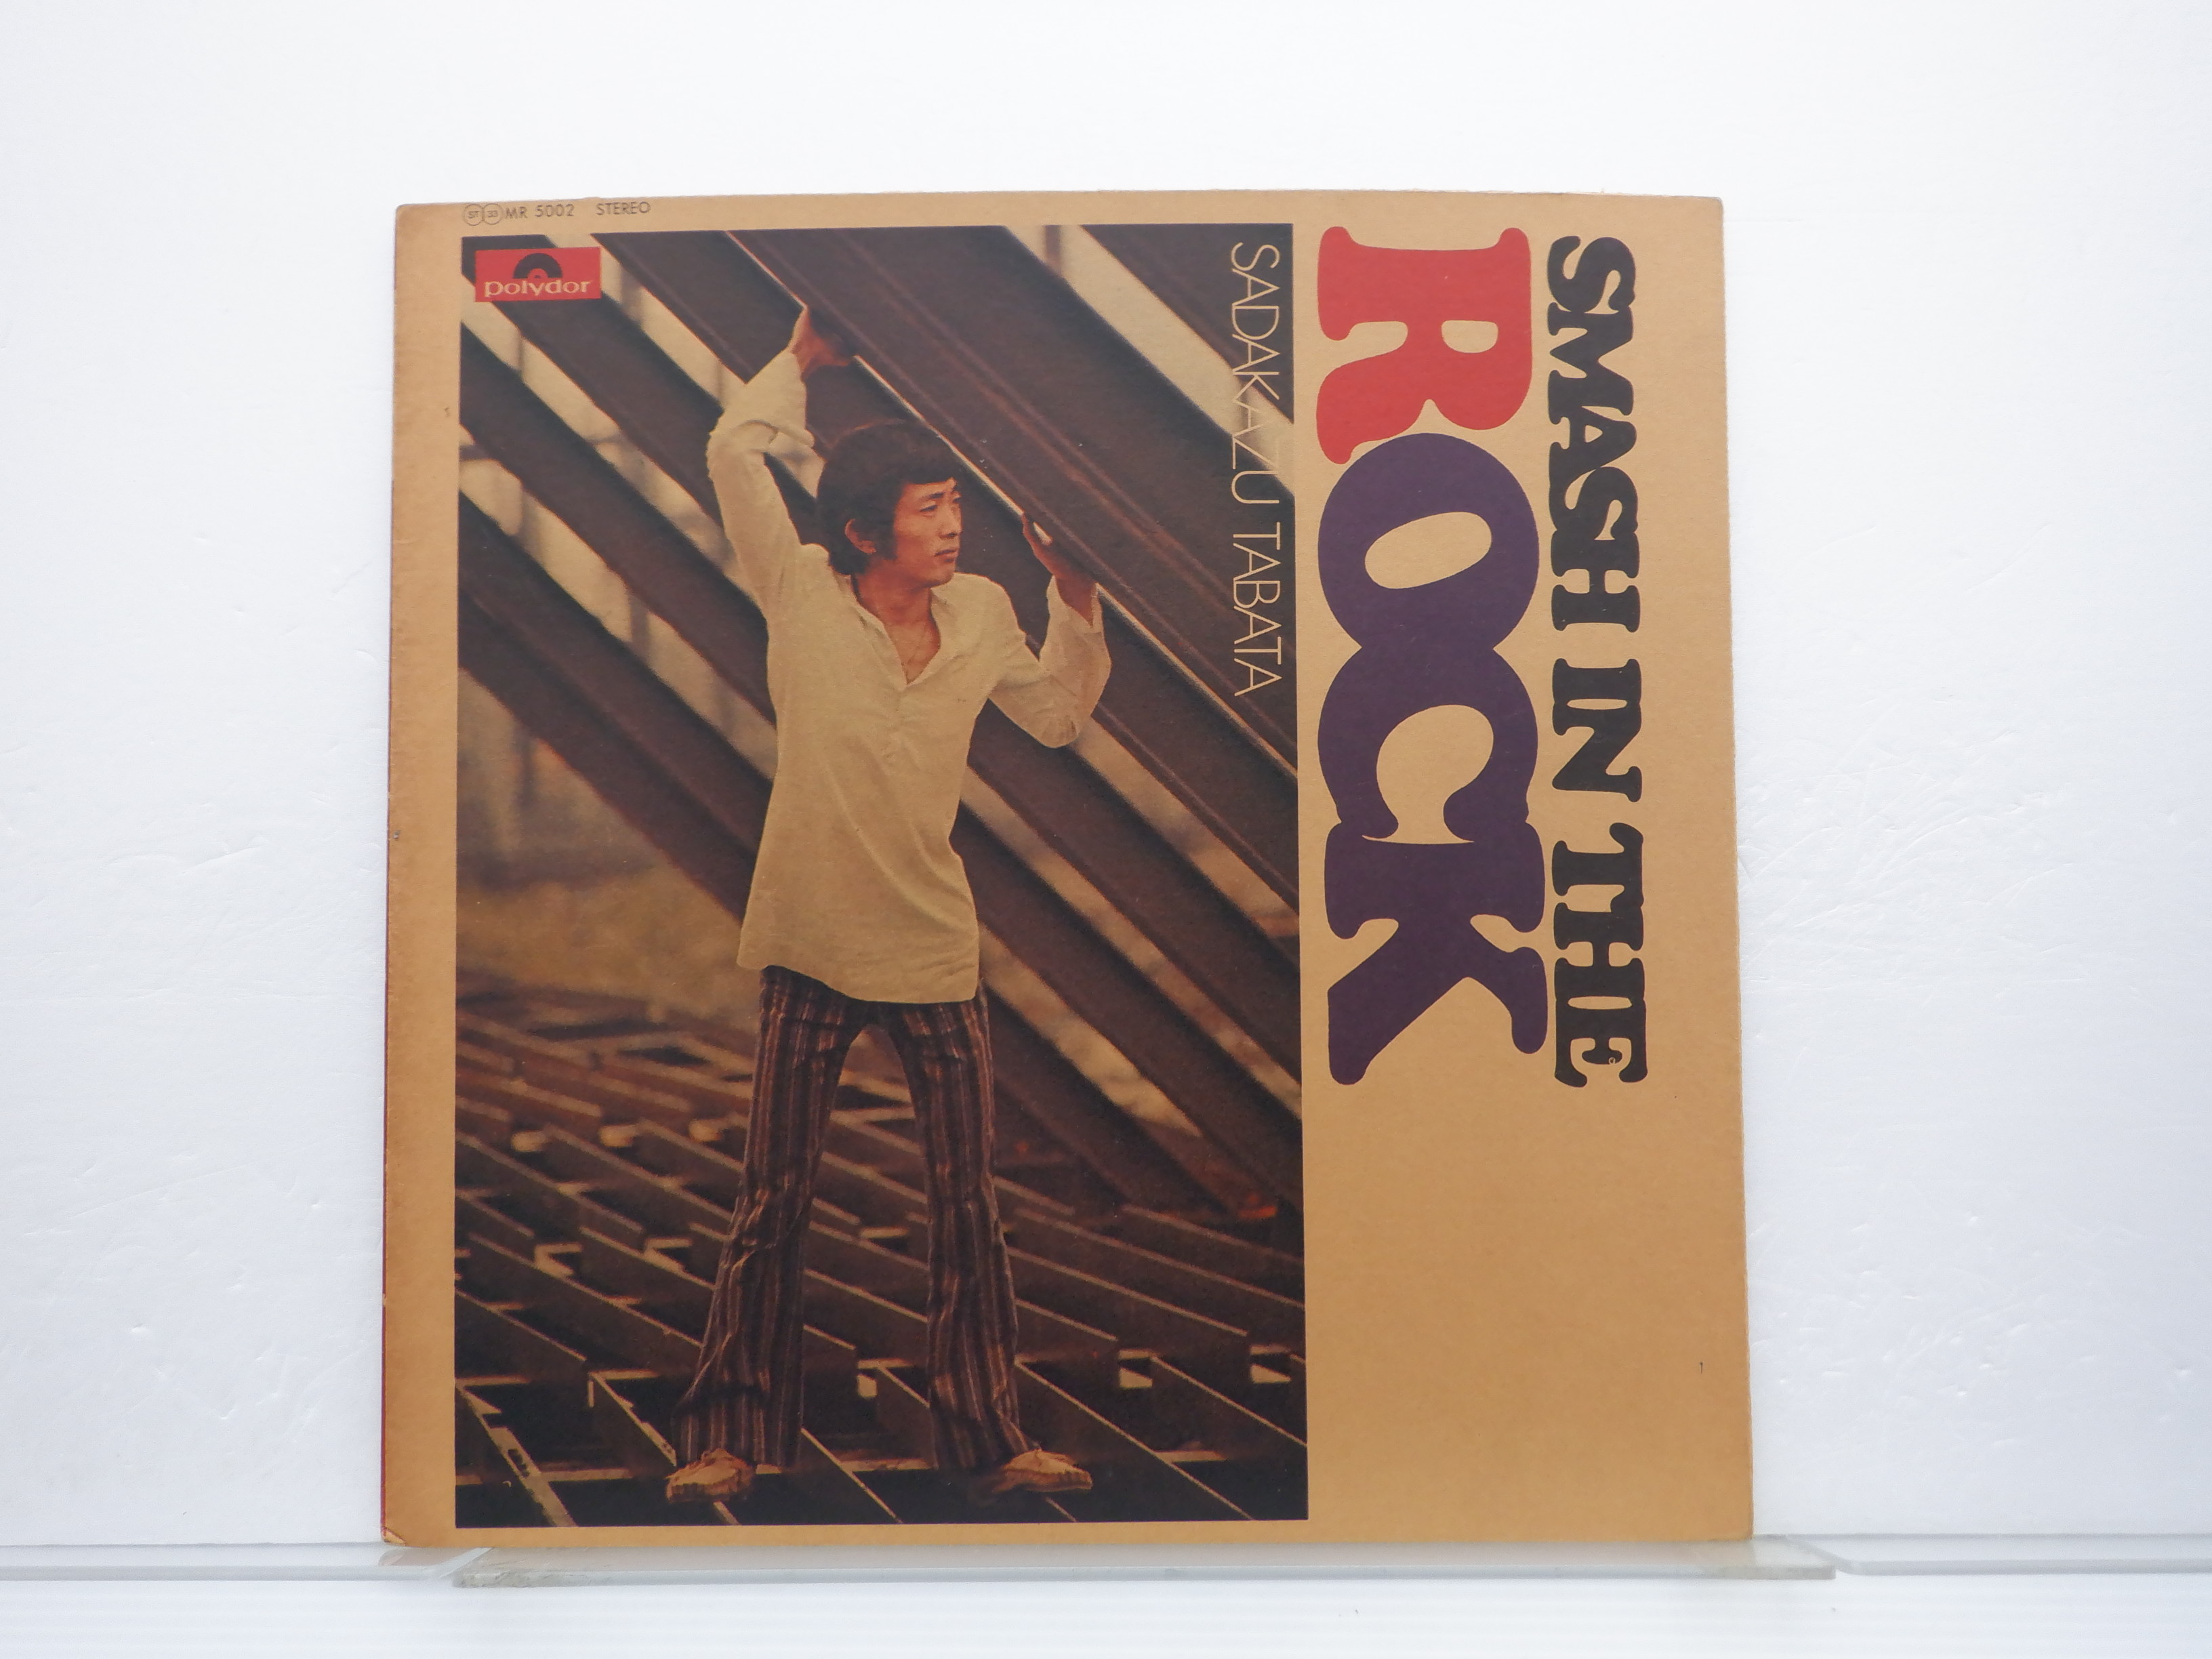 ST 33 MR 5002 STEREO
polydor
SADAKAZU TABATA
SMASH IN THE
ROCK